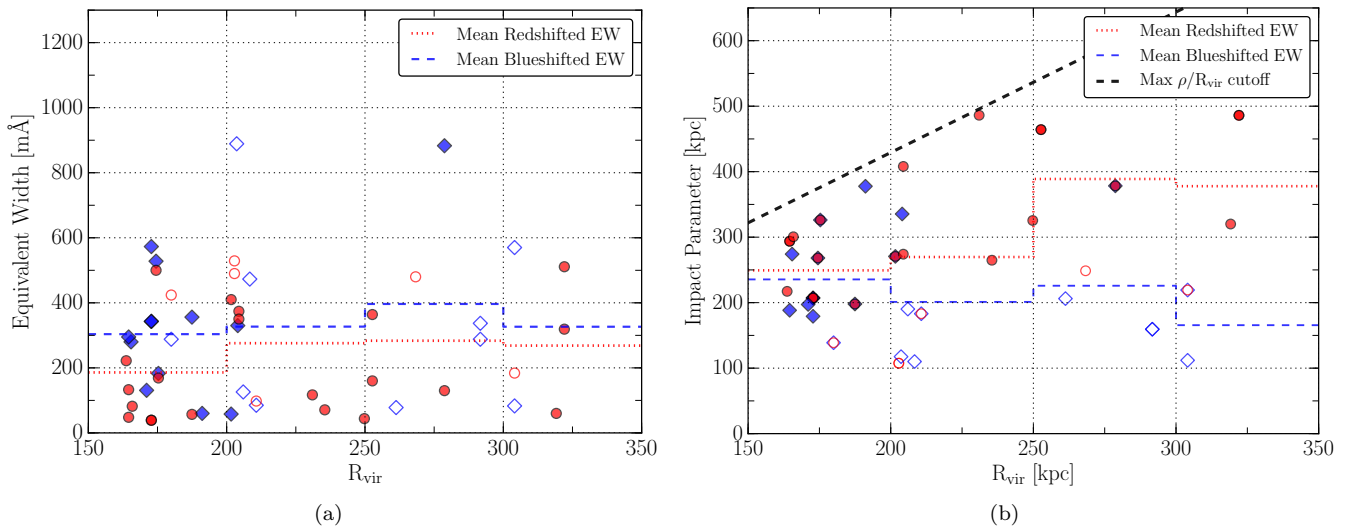 1200
1000
800
600
400
200
0
Equivalent Width [mÅ]
Mean Redshifted EW
Mean Blueshifted EW
150
200
250
300
350
R_vir
(a)
600
500
400
300
200
100
0
Impact Parameter [kpc]
Mean Redshifted EW
Mean Blueshifted EW
Max ρ/R_vir cutoff
150
200
250
300
350
R_vir [kpc]
(b)